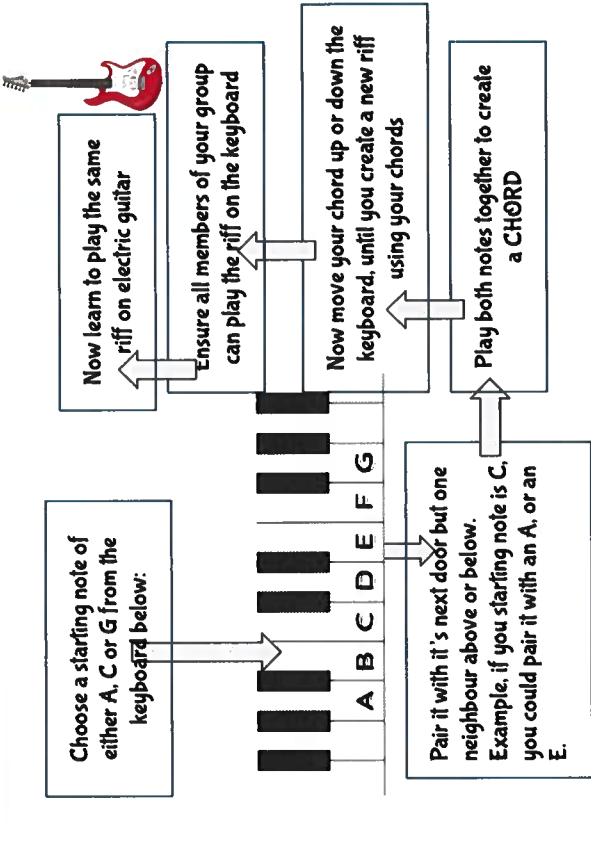 Choose a starting note of
either A, C or G from the
keyboard below:
A B C D E F G
Pair it with it's next door but one
neighbour above or below.
Example, if you starting note is C,
you could pair it with an A, or an
E.
Play both notes together to create
a CHORD
Now move your chord up or down the
keyboard, until you create a new riff
using your chords
Ensure all members of your group
can play the riff on the keyboard
Now learn to play the same
riff on electric guitar